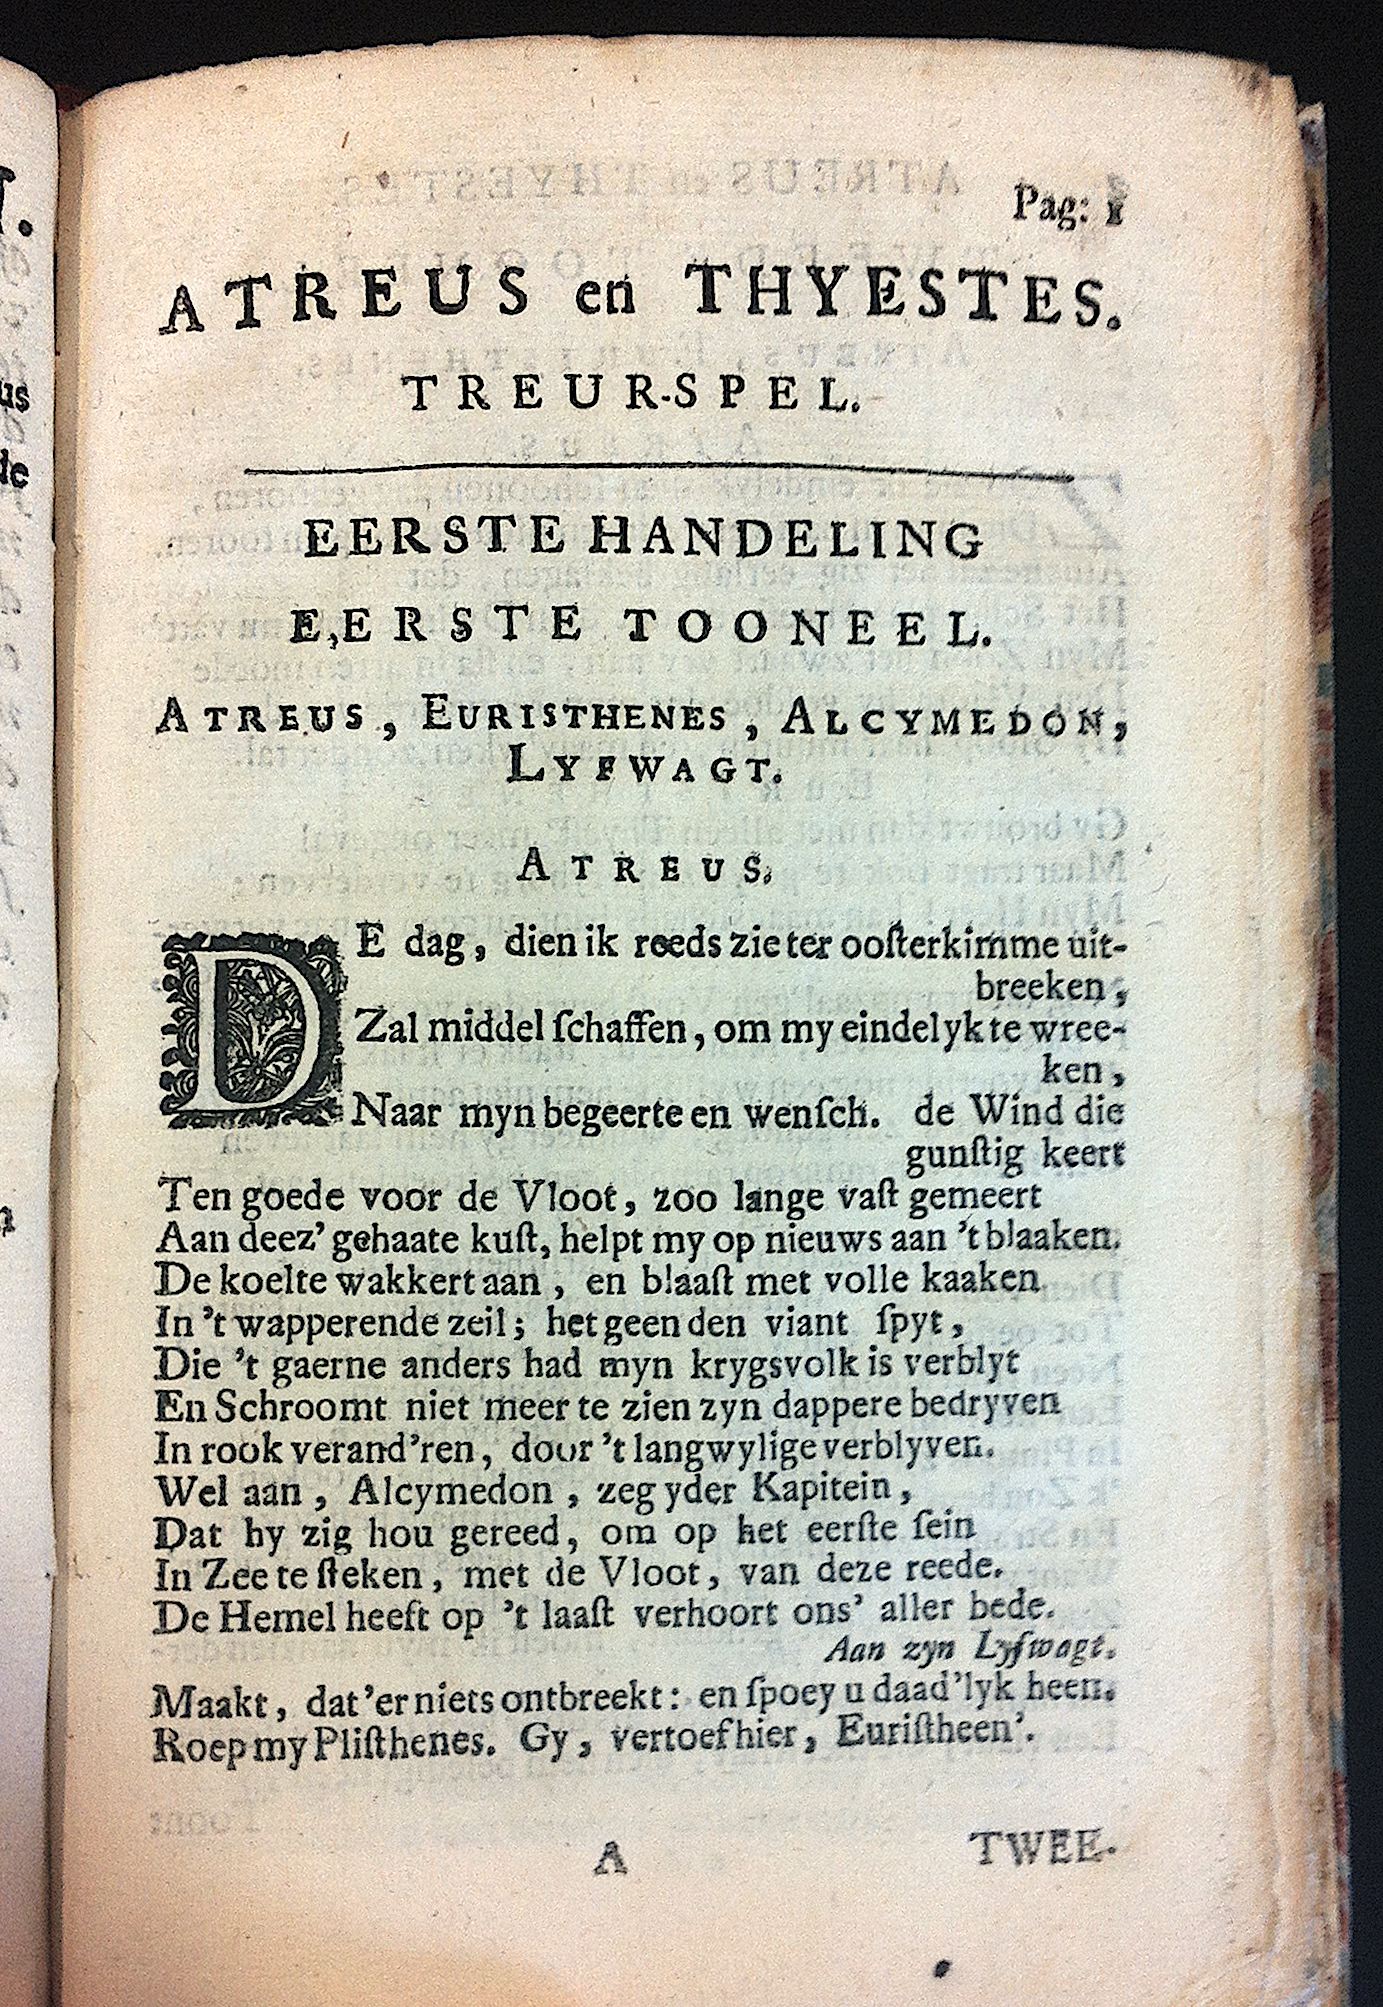 Pag: 1
ATREUS en THYESTES.
TREUR-SPEL.
EERSTE HANDELING
EERSTE TOONEEL.
ATREUS, EURISTHENES, ALCYMEDON,
LYFWAGT.
ATREUS.
DE dag, dien ik reeds zie ter ooſterkimme uit-
breeken,
Zal middel ſchaffen, om my eindelyk te wree-
ken,
Naar myn begeerte en wenſch. de Wind die
gunſtig keert
Ten goede voor de Vloot, zoo lange vaſt gemeert
Aan deez' gehaate kuſt, helpt my op nieuws aan 't blaaken.
De koelte wakkert aan, en blaaſt met volle kaaken
In 't wapperende zeil; het geen den viant ſpyt,
Die 't gaerne anders had myn krygsvolk is verblyt
En Schroomt niet meer te zien zyn dappere bedryven
In rook verand'ren, door 't langwylige verblyven.
Wel aan, Alcymedon, zeg yder Kapitein,
Dat hy zig hou gereed, om op het eerſte ſein
In Zee te ſteken, met de Vloot, van deze reede.
De Hemel heeft op 't laaſt verhoort ons' aller bede.
Aan zyn Lyfwagt.
Maakt, dat 'er niets ontbreekt: en ſpoey u daad'lyk heen.
Roep my Pliſthenes. Gy, vertoef hier, Euriſtheen'.
A
TWEE-
us
de